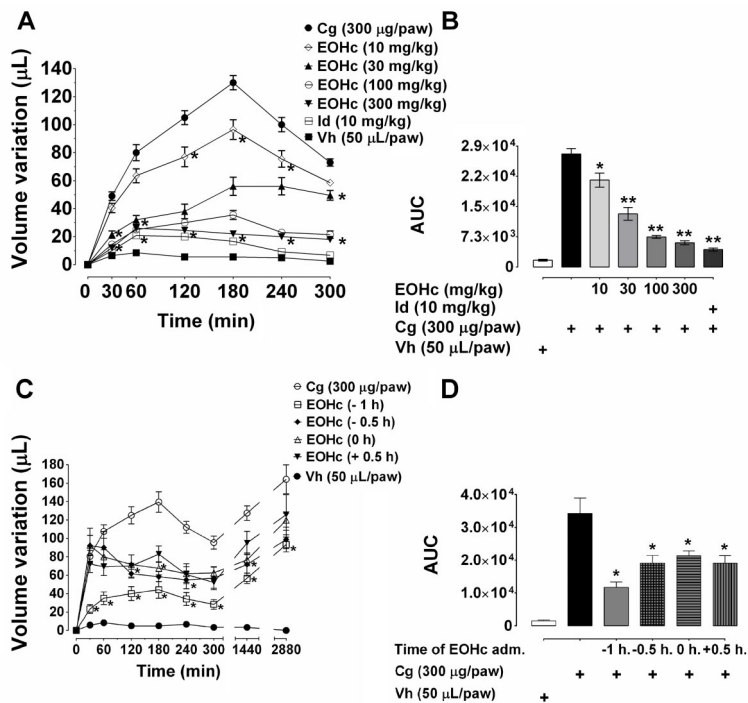 A
Cg (300 µg/paw)
EOHc (10 mg/kg)
EOHc (30 mg/kg)
EOHc (100 mg/kg)
EOHc (300 mg/kg)
Id (10 mg/kg)
Vh (50 µL/paw)
Volume variation (µL)
140
120
100
80
60
40
20
0
* * * * * * * * * * * *
0 30 60 120 180 240 300
Time (min)
B
AUC
2.9×10⁴
2.2×10⁴
1.5×10⁴
7.3×10³
0
* ** ** ** **
EOHc (mg/kg) 10 30 100 300
Id (10 mg/kg) +
Cg (300 µg/paw) + + + + + +
Vh (50 µL/paw) +
C
Cg (300 µg/paw)
EOHc (- 1 h)
EOHc (- 0.5 h)
EOHc (0 h)
EOHc (+ 0.5 h)
Vh (50 µL/paw)
Volume variation (µL)
180
160
140
120
100
80
60
40
20
0
* * * * * * * * * * * *
0 60 120 180 240 300 1440 2880
Time (min)
D
AUC
4.0×10⁴
3.0×10⁴
2.0×10⁴
1.0×10⁴
0
* * * *
Time of EOHc adm. -1 h. -0.5 h. 0 h. +0.5 h.
Cg (300 µg/paw) + + + + +
Vh (50 µL/paw) +